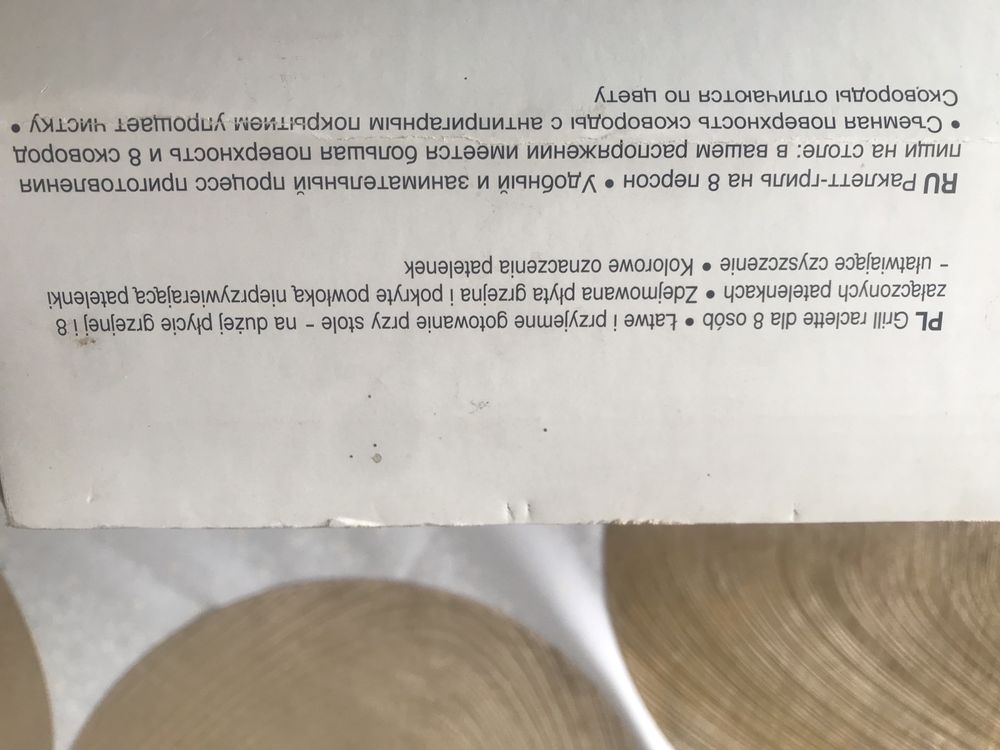 PL Grill raclette dla 8 osób • Łatwe i przyjemne gotowanie przy stole – na dużej płycie grzejnej i 8
załączonych patelenkach • Zdejmowana płyta grzejna i pokryte powłoką nieprzywierającą patelenki
– ułatwiające czyszczenie • Kolorowe oznaczenia patelenek
RU Раклетт-гриль на 8 персон • Удобный и занимательный процесс приготовления
пищи на столе: в вашем распоряжении имеется большая поверхность и 8 сковород
• Съемная поверхность сковороды с антипригарным покрытием упрощает чистку •
Сковороды отличаются по цвету